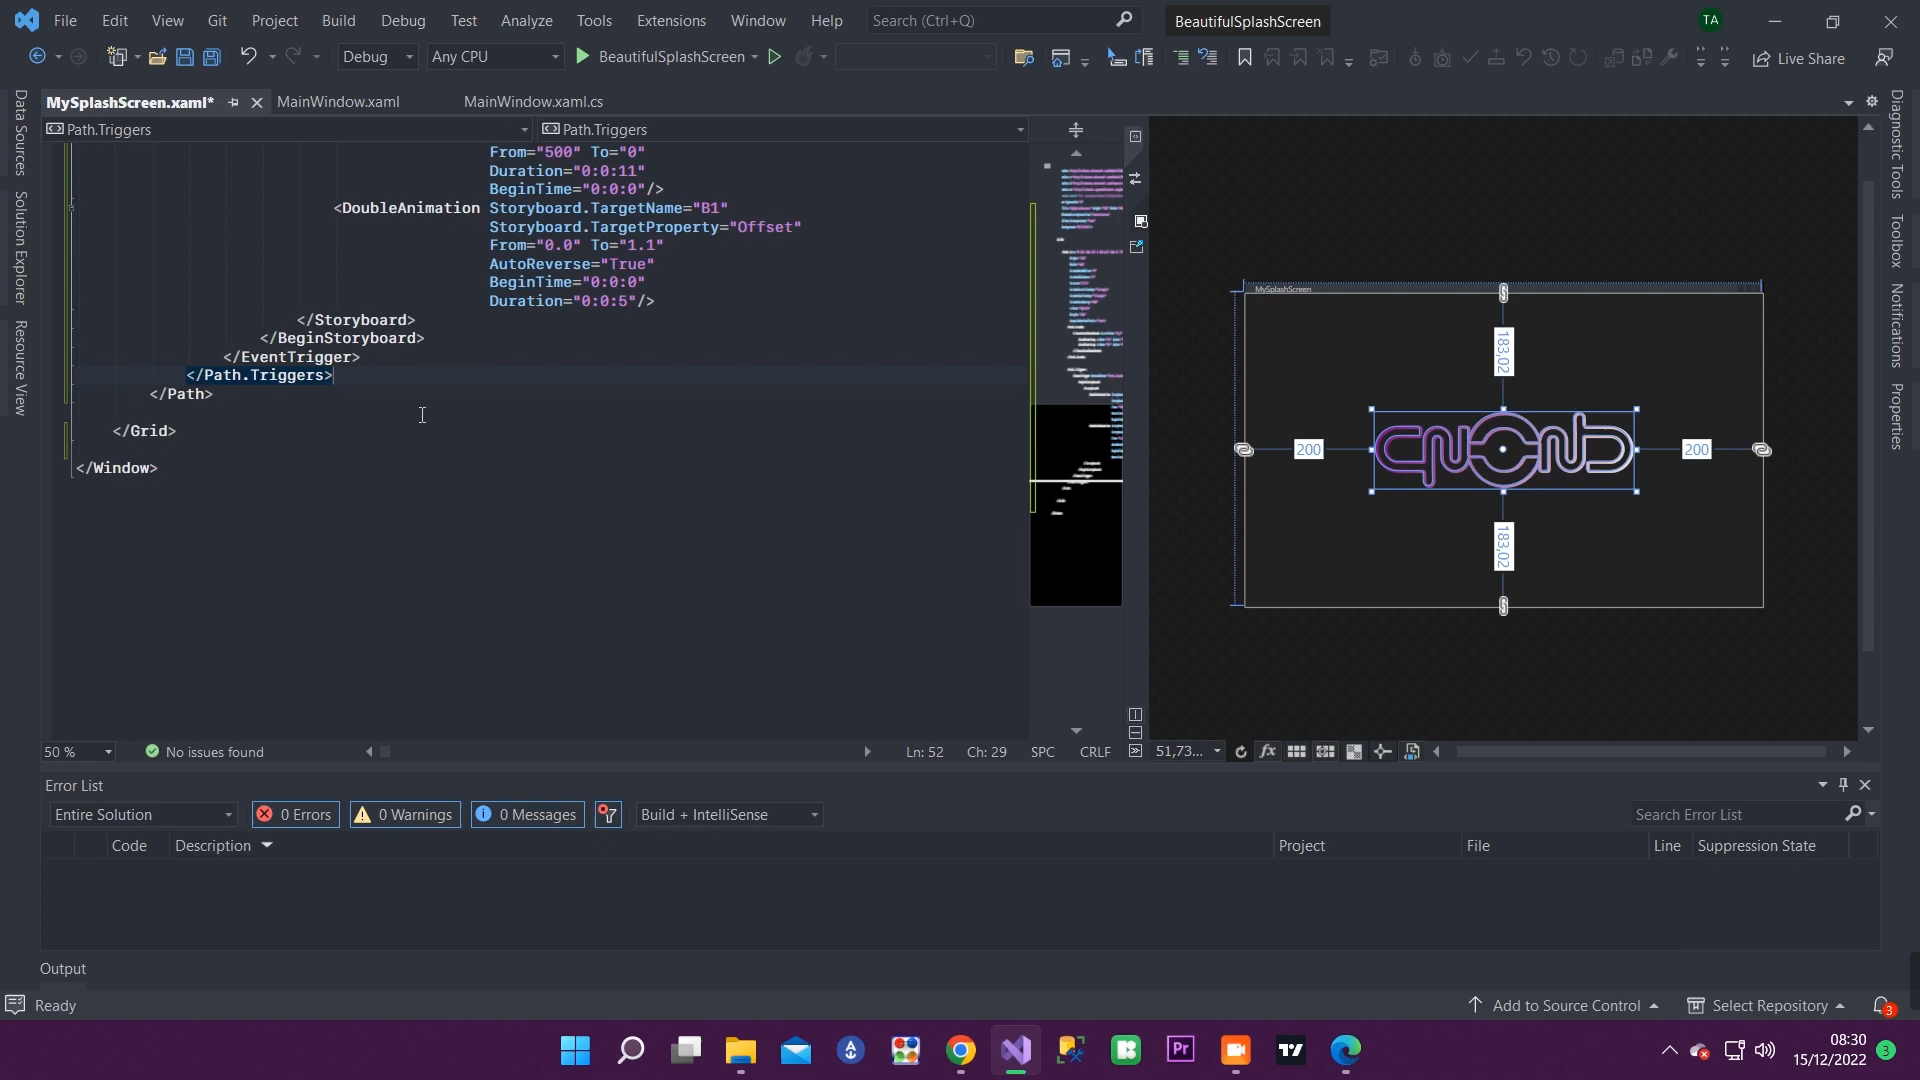 File Edit View Git Project Build Debug Test Analyze Tools Extensions Window Help Search (Ctrl+Q) BeautifulSplashScreen TA
Debug Any CPU BeautifulSplashScreen Live Share
MySplashScreen.xaml* MainWindow.xaml MainWindow.xaml.cs
Path.Triggers Path.Triggers
Data Sources
Solution Explorer
Resource View
From="500" To="0"
Duration="0:0:11"
BeginTime="0:0:0"/>
<DoubleAnimation Storyboard.TargetName="B1"
Storyboard.TargetProperty="Offset"
From="0.0" To="1.1"
AutoReverse="True"
BeginTime="0:0:0"
Duration="0:0:5"/>
</Storyboard>
</BeginStoryboard>
</EventTrigger>
</Path.Triggers>
</Path>
</Grid>
</Window>
MySplashScreen
183,02
200
200
183,02
Diagnostic Tools
Toolbox
Notifications
Properties
50 % No issues found Ln: 52 Ch: 29 SPC CRLF 51,73... fx
Error List
Entire Solution 0 Errors 0 Warnings 0 Messages Build + IntelliSense Search Error List
Code Description Project File Line Suppression State
Output
Ready Add to Source Control Select Repository 3
Pr
08:30
15/12/2022 3